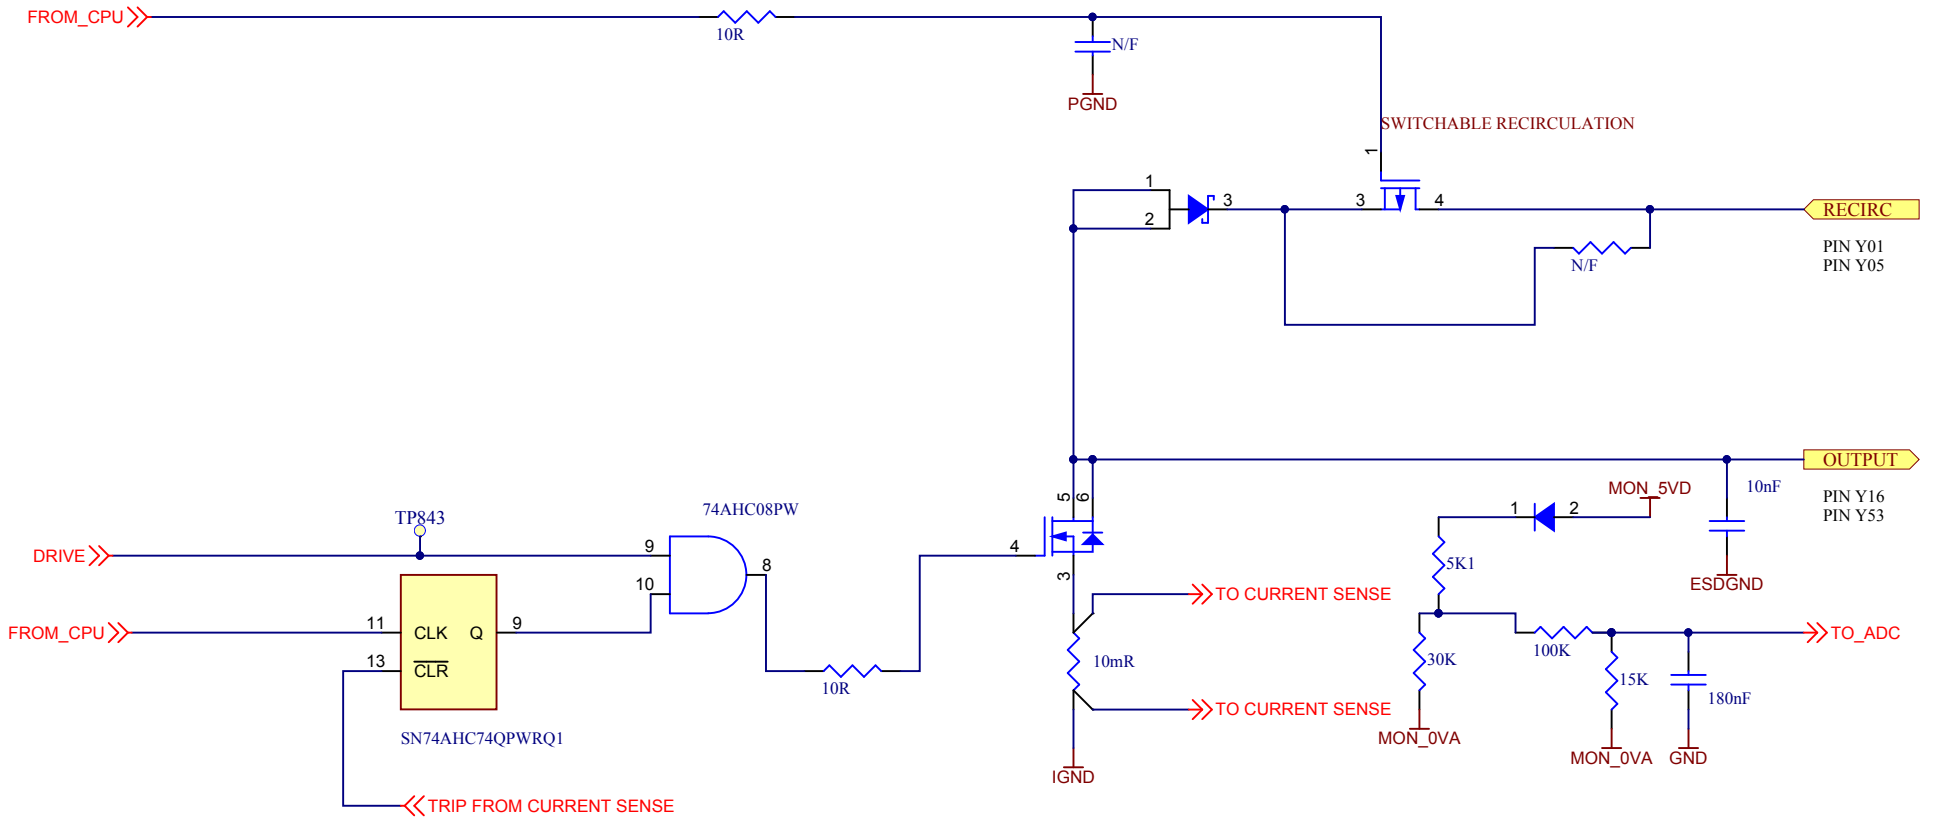 FROM_CPU
10R
N/F
PGND
SWITCHABLE RECIRCULATION
1
1
2
3
3
4
RECIRC
N/F
PIN Y01
PIN Y05
OUTPUT
5
6
MON_5VD
10nF
PIN Y16
PIN Y53
74AHC08PW
TP843
1
2
DRIVE
9
4
8
5K1
ESDGND
10
3
TO CURRENT SENSE
FROM_CPU
11
CLK
Q
9
TO_ADC
13
CLR
10mR
30K
100K
15K
10R
180nF
TO CURRENT SENSE
SN74AHC74QPWRQ1
MON_0VA
MON_0VA
GND
IGND
TRIP FROM CURRENT SENSE